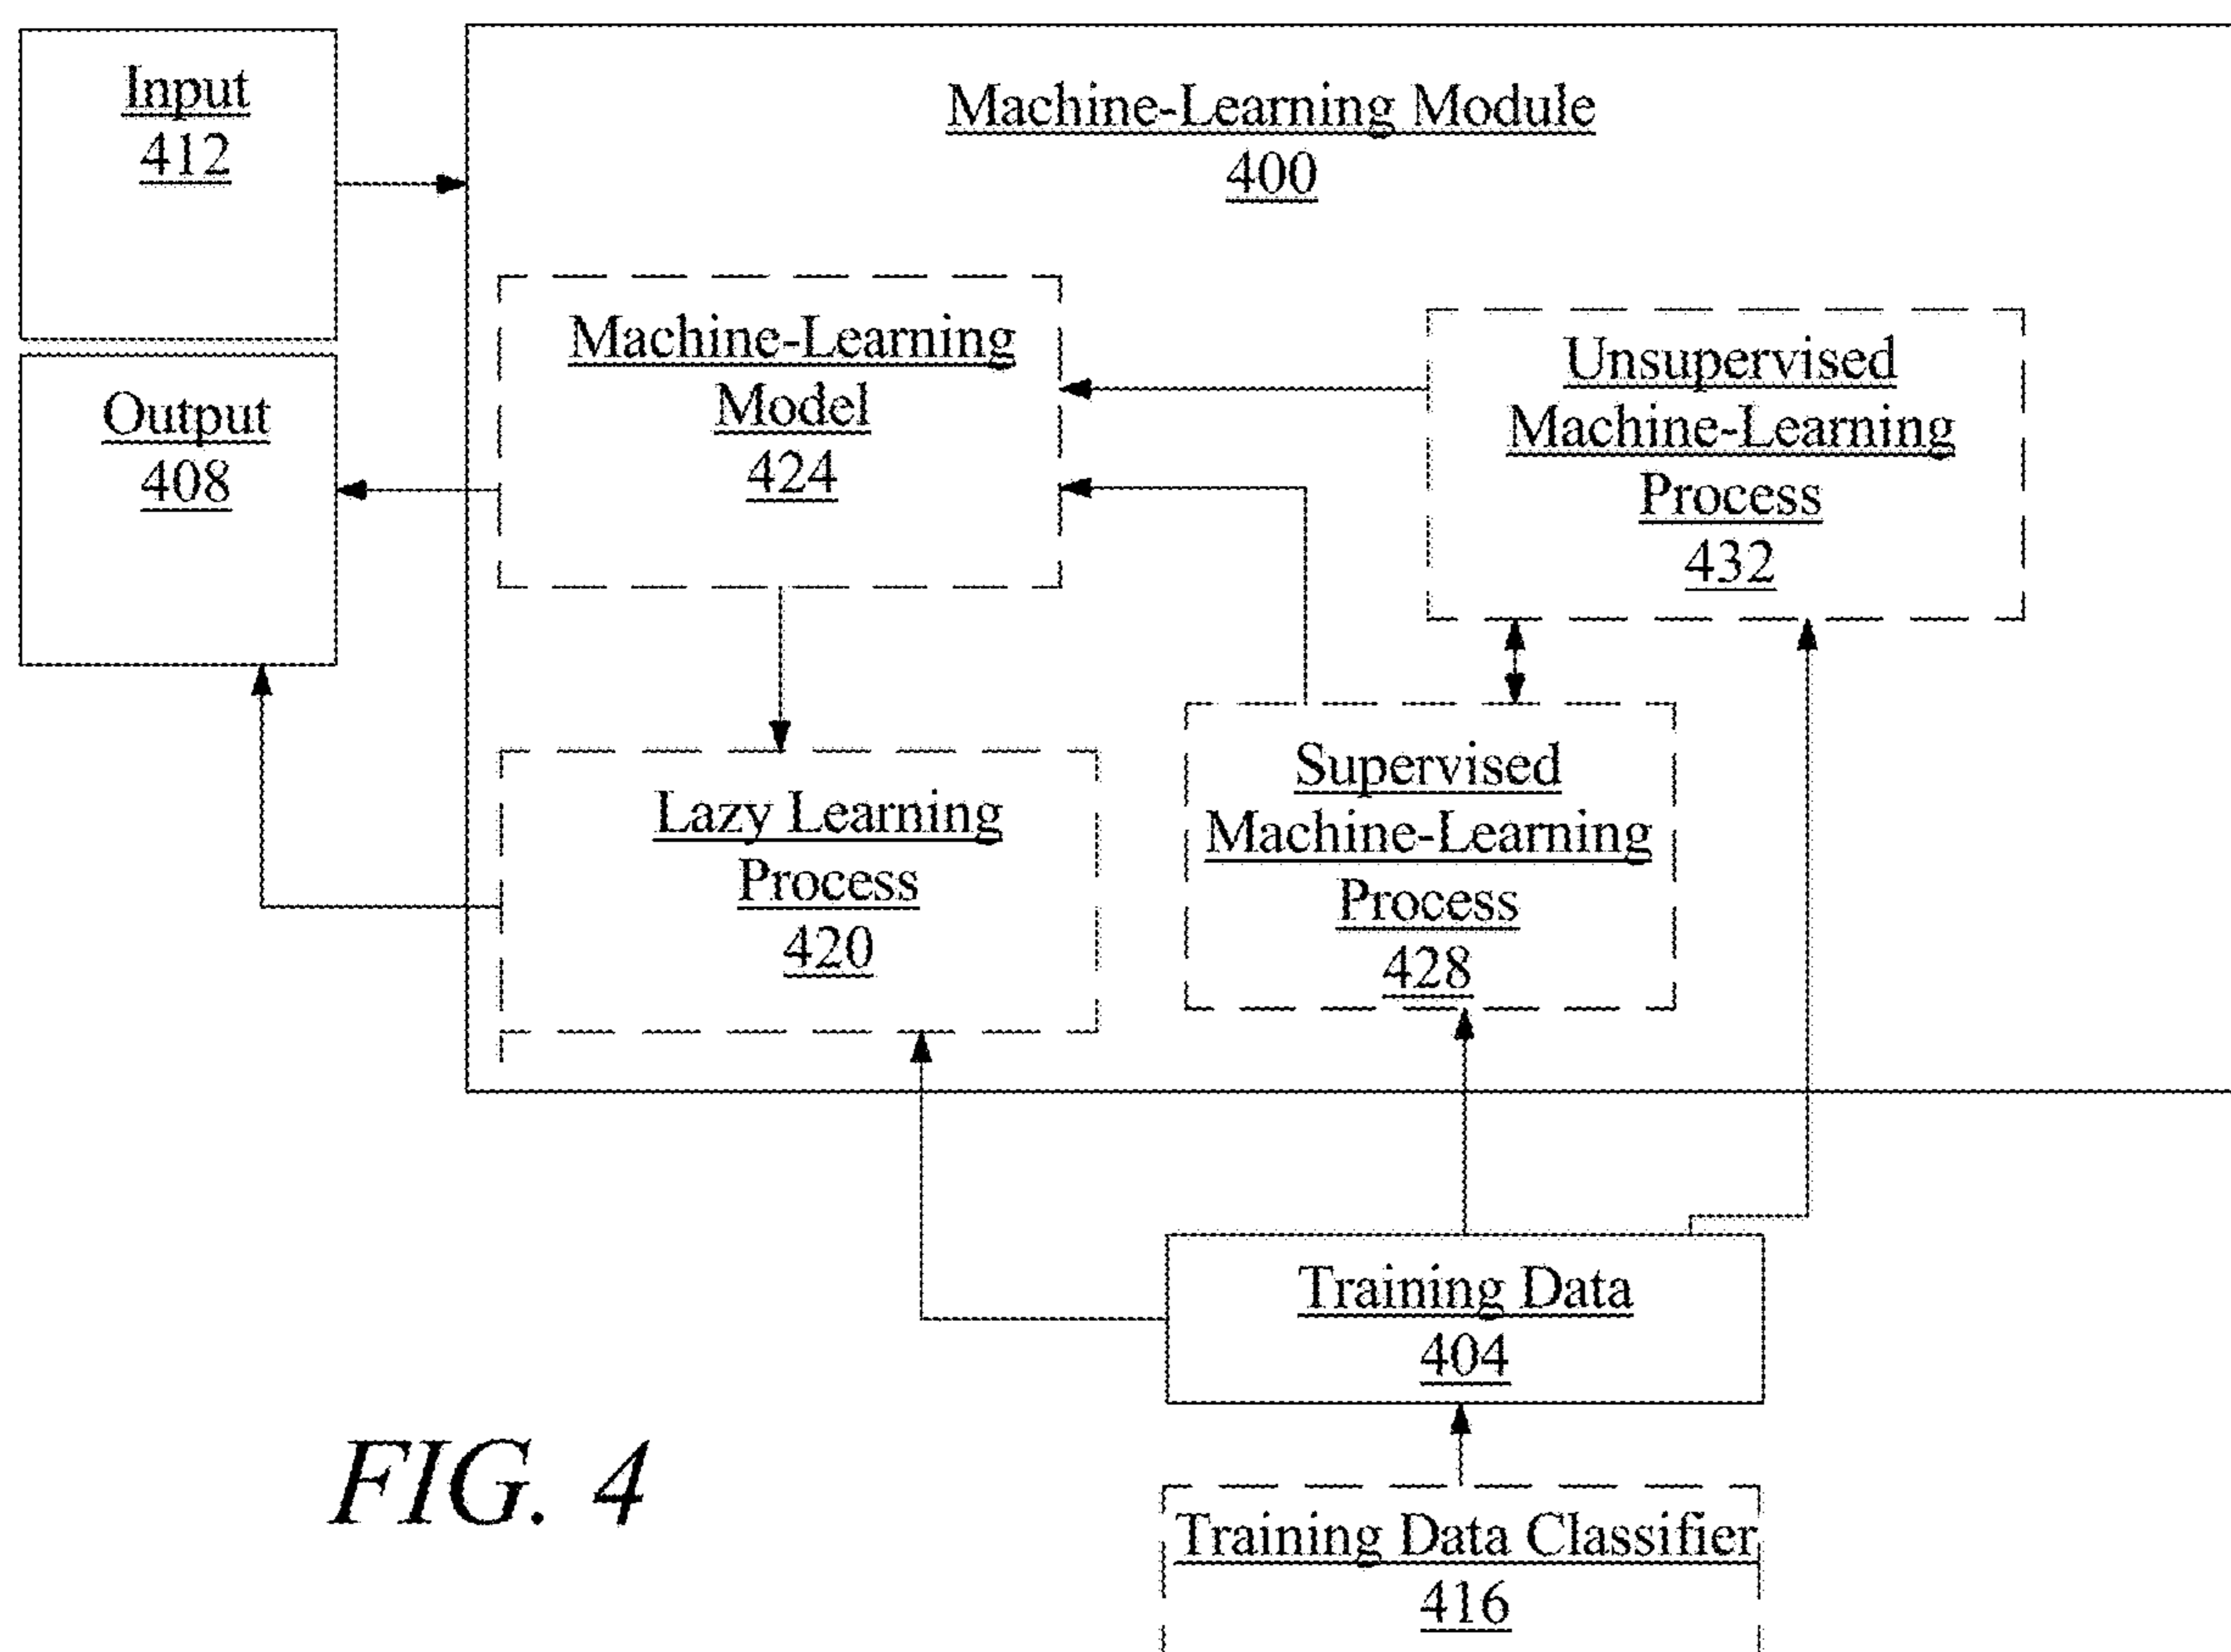 Input
412
Machine-Learning Module
400
Machine-Learning
Model
424
Unsupervised
Machine-Learning
Process
432
Output
408
Lazy Learning
Process
420
Supervised
Machine-Learning
Process
428
Training Data
404
Training Data Classifier
416
FIG. 4